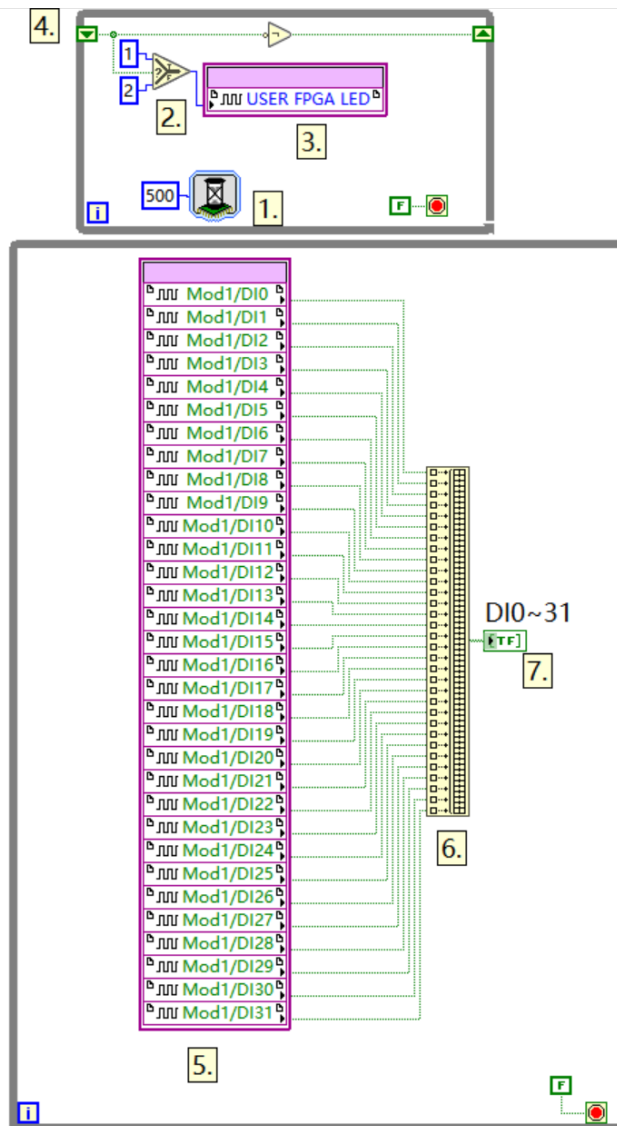 4.
1
2
2.
USER FPGA LED
3.
500
1.
i
F
Mod1/DI0
Mod1/DI1
Mod1/DI2
Mod1/DI3
Mod1/DI4
Mod1/DI5
Mod1/DI6
Mod1/DI7
Mod1/DI8
Mod1/DI9
Mod1/DI10
Mod1/DI11
Mod1/DI12
Mod1/DI13
Mod1/DI14
Mod1/DI15
Mod1/DI16
Mod1/DI17
Mod1/DI18
Mod1/DI19
Mod1/DI20
Mod1/DI21
Mod1/DI22
Mod1/DI23
Mod1/DI24
Mod1/DI25
Mod1/DI26
Mod1/DI27
Mod1/DI28
Mod1/DI29
Mod1/DI30
Mod1/DI31
5.
6.
DI0~31
TF
7.
i
F